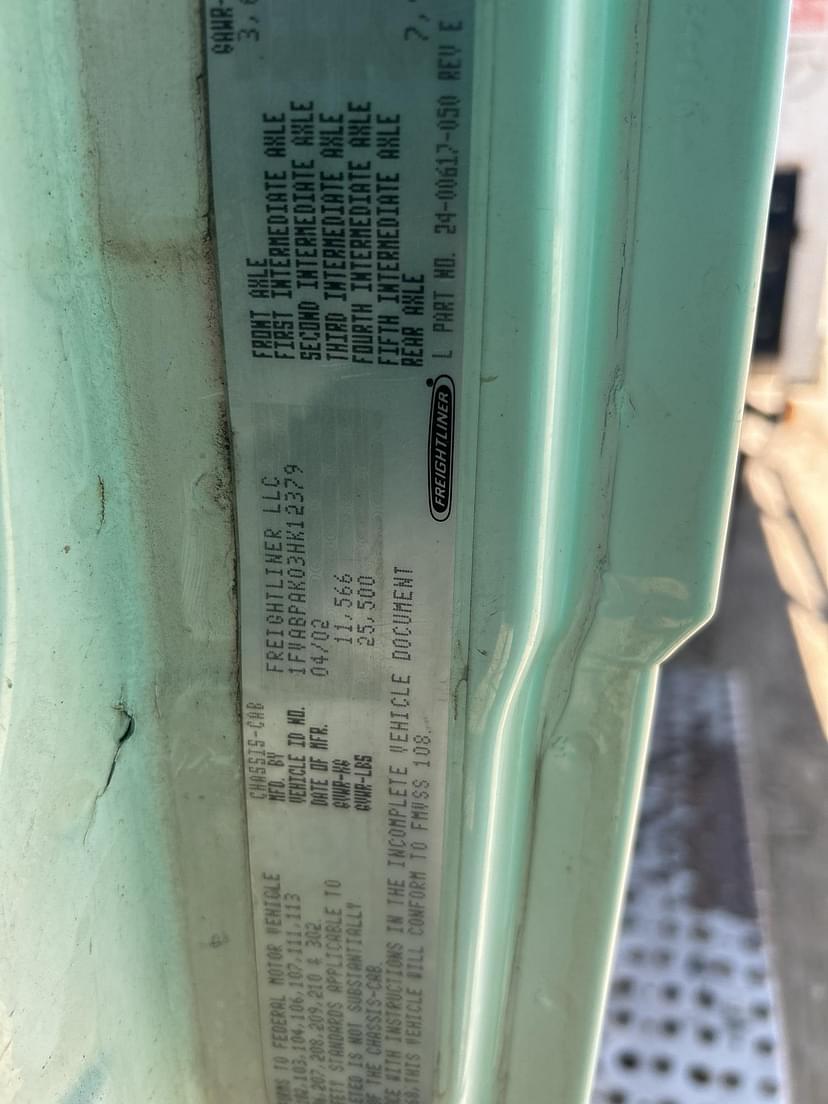 CHASSIS-CAB
MFD. BY FREIGHTLINER LLC
VEHICLE ID NO. 1FVABPAK03HK12379
DATE OF MFR. 04/02
GVWR-KG 11,566
GVWR-LBS 25,500
GAWR-
FRONT AXLE 3,
FIRST INTERMEDIATE AXLE
SECOND INTERMEDIATE AXLE
THIRD INTERMEDIATE AXLE
FOURTH INTERMEDIATE AXLE
FIFTH INTERMEDIATE AXLE
REAR AXLE 7,
L PART NO. 24-00617-050 REV E
FREIGHTLINER
TO FEDERAL MOTOR VEHICLE
103,104,106,107,111,113
207,208,209,210 & 302.
STANDARDS APPLICABLE TO
IS NOT SUBSTANTIALLY
OF THE CHASSIS-CAB.
WITH INSTRUCTIONS IN THE INCOMPLETE VEHICLE DOCUMENT
THIS VEHICLE WILL CONFORM TO FMVSS 108.